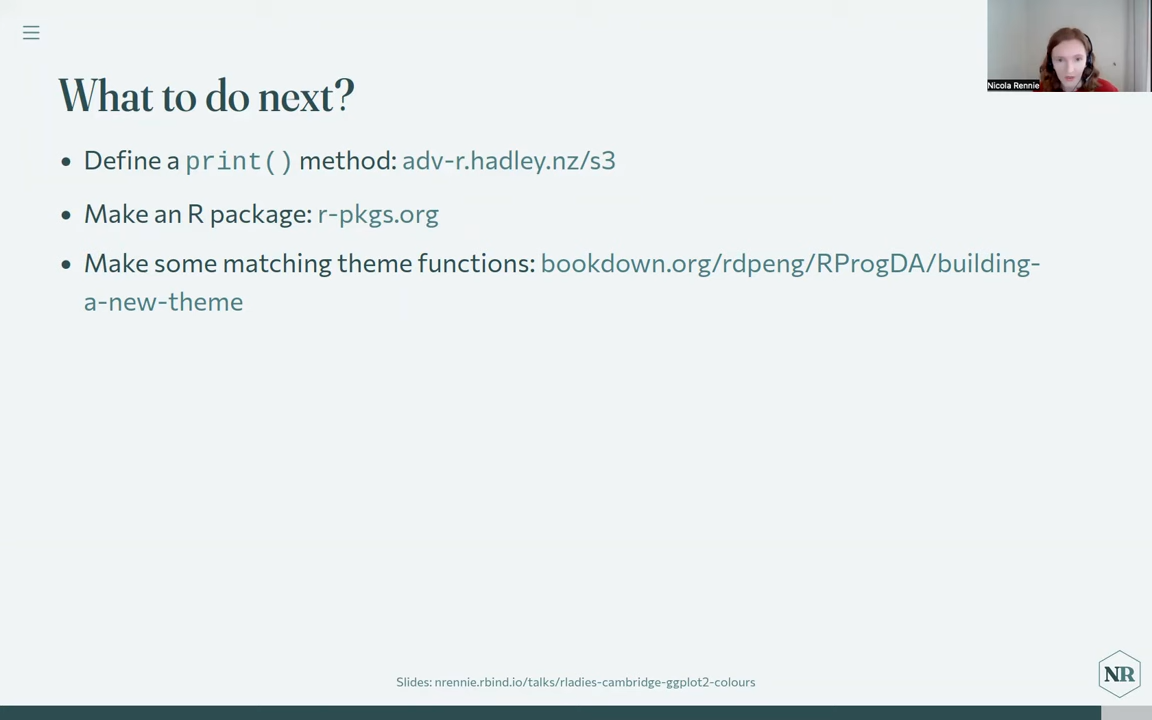 What to do next?
Nicola Rennie
• Define a print() method: adv-r.hadley.nz/s3
• Make an R package: r-pkgs.org
• Make some matching theme functions: bookdown.org/rdpeng/RProgDA/building-
a-new-theme
Slides: nrennie.rbind.io/talks/rladies-cambridge-ggplot2-colours
NR